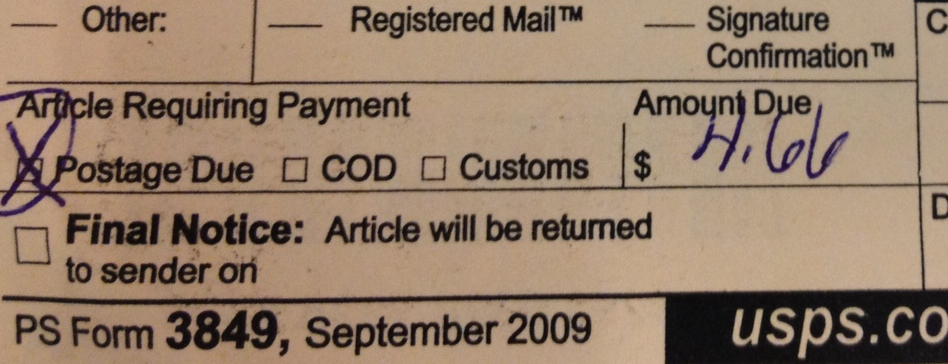 Other: Registered Mail™ Signature
Confirmation™
Article Requiring Payment Amount Due
Postage Due COD Customs $ 4.66
Final Notice: Article will be returned
to sender on
PS Form 3849, September 2009 usps.co